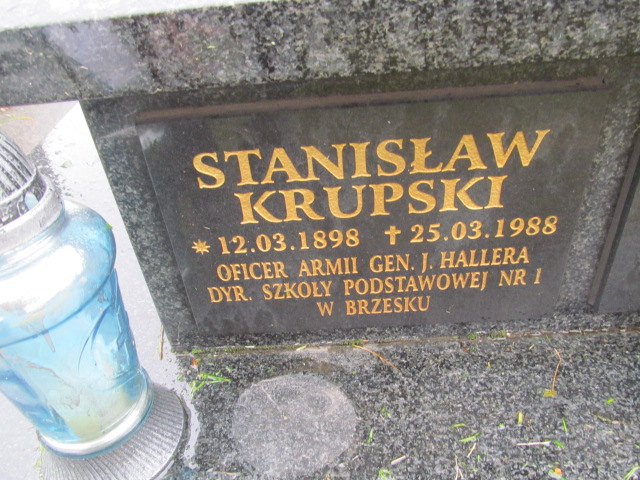 STANISŁAW
KRUPSKI
* 12.03.1898 ✝ 25.03.1988
OFICER ARMII GEN. J. HALLERA
DYR. SZKOŁY PODSTAWOWEJ NR 1
W BRZESKU